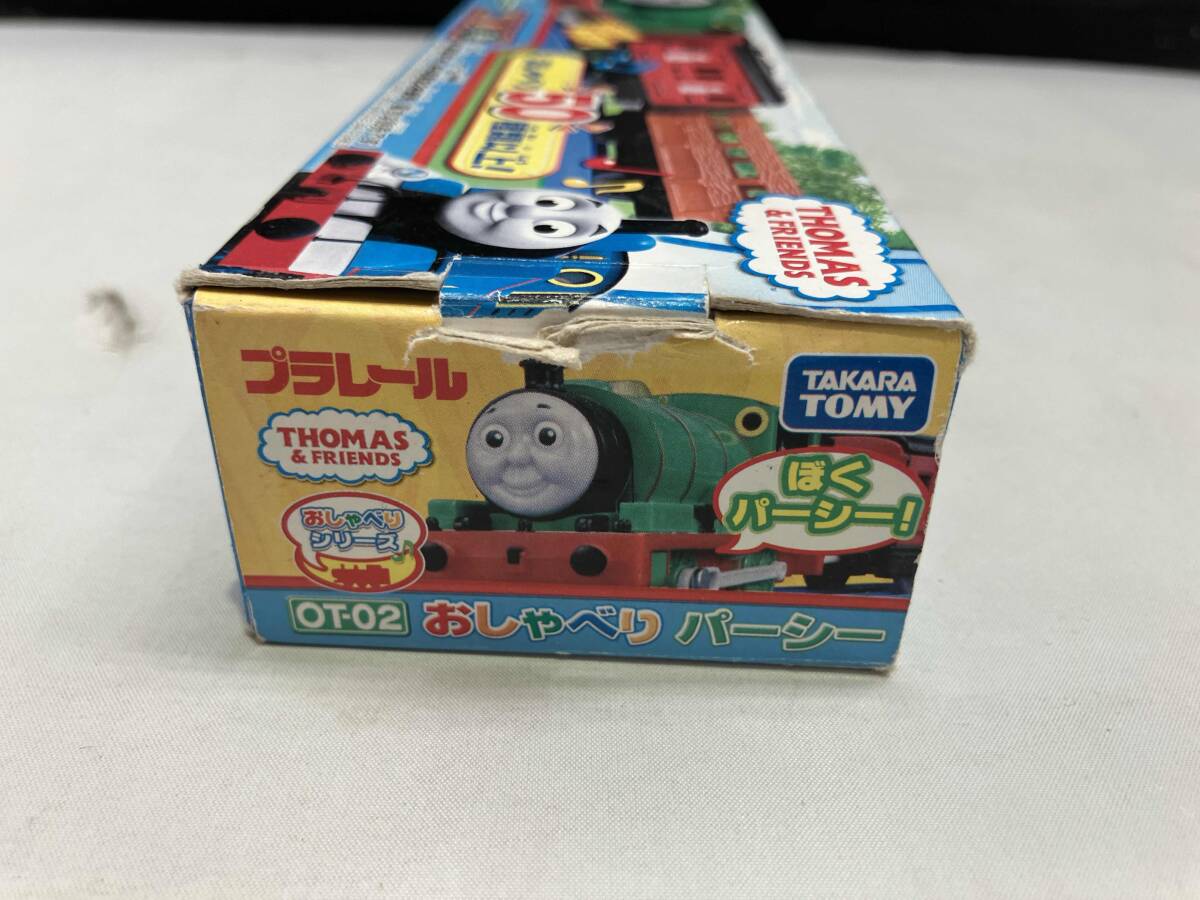 50
THOMAS
& FRIENDS
プラレール
TAKARA
TOMY
THOMAS
& FRIENDS
ぼく
パーシー!
おしゃべり
シリーズ
OT-02 おしゃべり パーシー